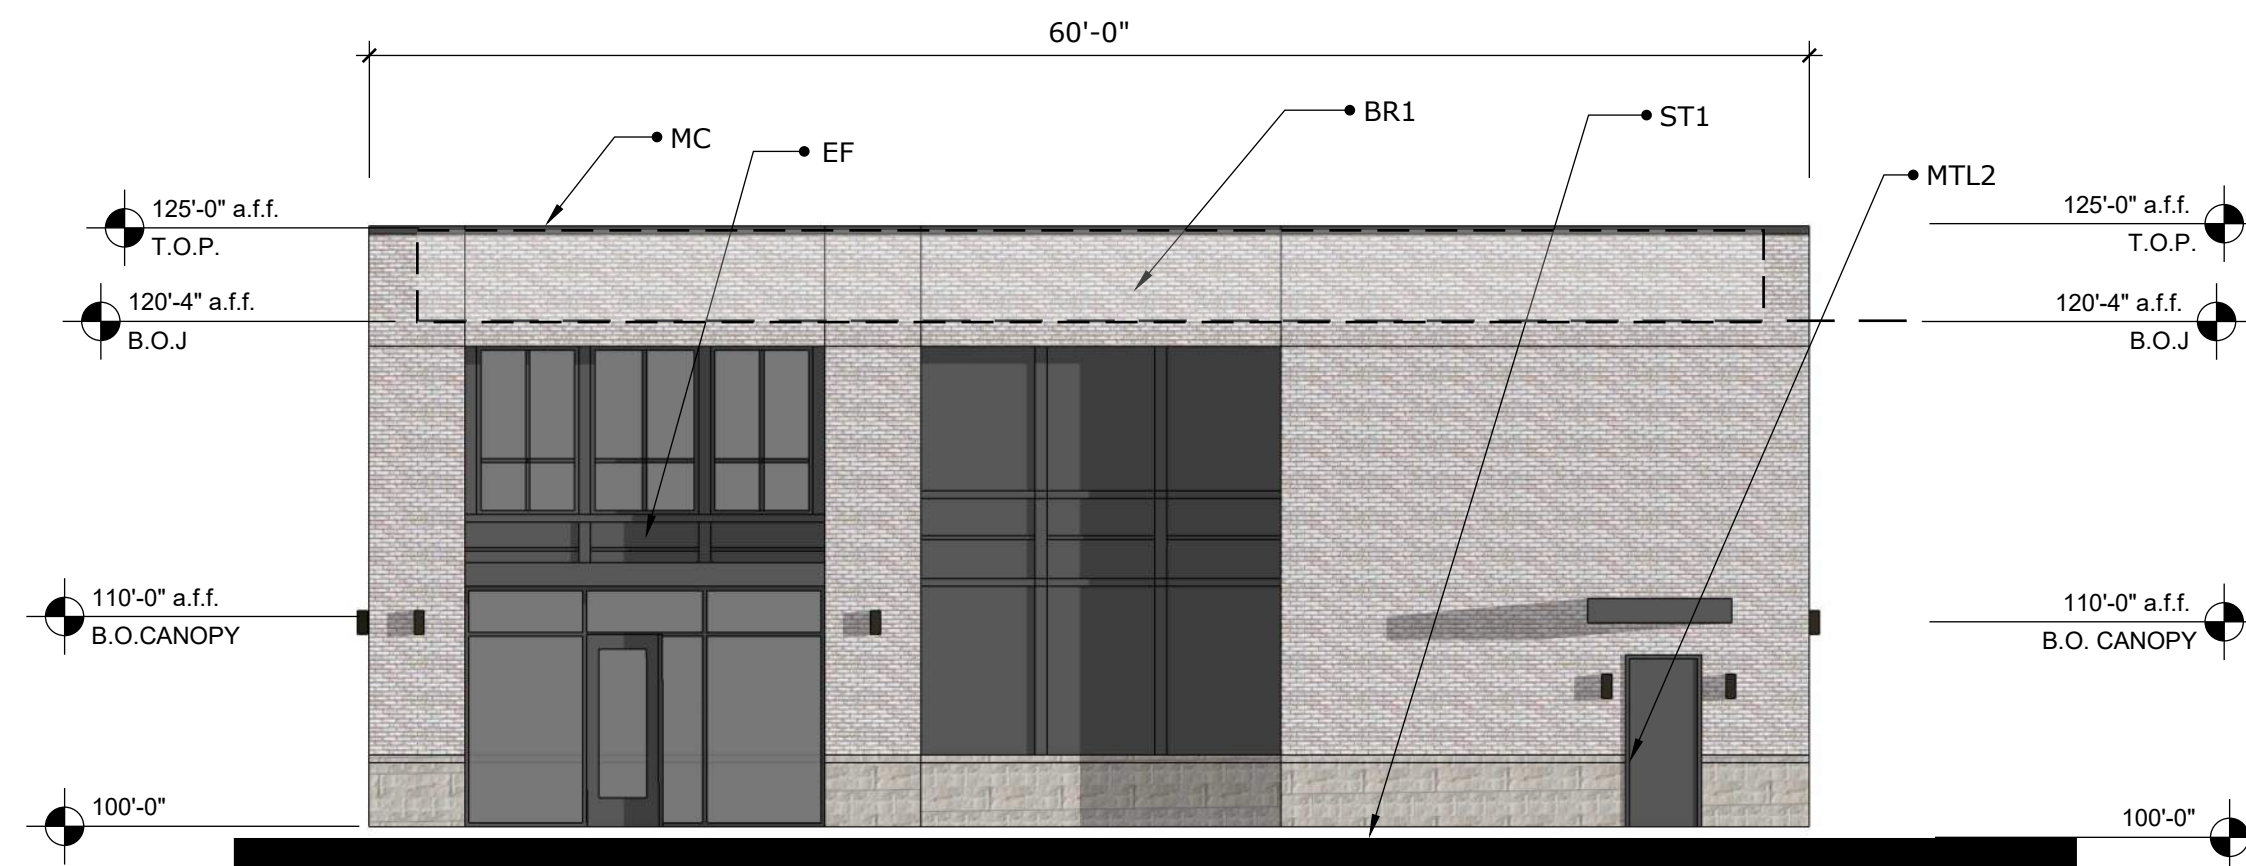 60'-0"
BR1
ST1
MC
EF
MTL2
125'-0" a.f.f.
T.O.P.
125'-0" a.f.f.
T.O.P.
120'-4" a.f.f.
B.O.J
120'-4" a.f.f.
B.O.J
110'-0" a.f.f.
B.O.CANOPY
110'-0" a.f.f.
B.O. CANOPY
100'-0"
100'-0"